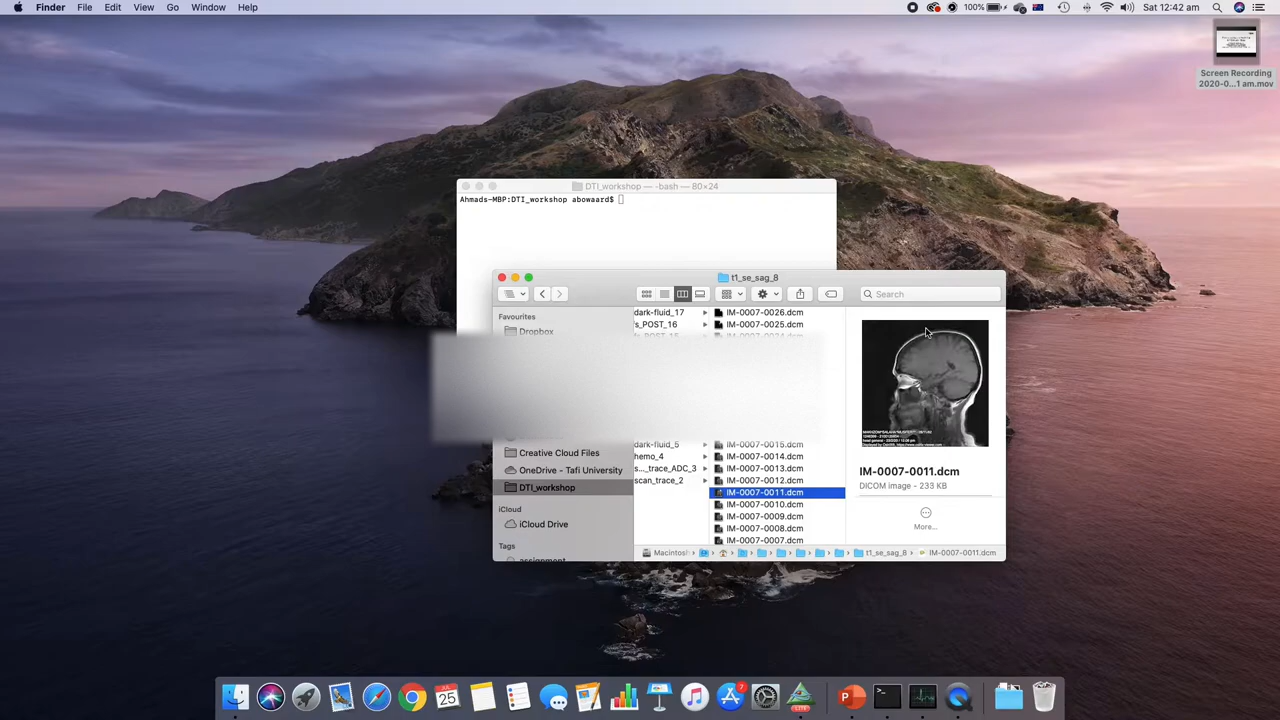 Finder File Edit View Go Window Help 100% Sat 12:42 am
Screen Recording
2020-0...1 am.mov
DTI_workshop — -bash — 80×24
Ahmads-MBP:DTI_workshop abowaard$
t1_se_sag_8
Search
Favourites
Dropbox
Creative Cloud Files
OneDrive - Tafi University
DTI_workshop
iCloud
iCloud Drive
Tags
assignment
dark-fluid_17
fs_POST_16
dark-fluid_5
hemo_4
s..._trace_ADC_3
scan_trace_2
IM-0007-0026.dcm
IM-0007-0025.dcm
IM-0007-0015.dcm
IM-0007-0014.dcm
IM-0007-0013.dcm
IM-0007-0012.dcm
IM-0007-0011.dcm
IM-0007-0010.dcm
IM-0007-0009.dcm
IM-0007-0008.dcm
IM-0007-0007.dcm
IM-0007-0011.dcm
DICOM image - 233 KB
More...
Macintosh t1_se_sag_8 IM-0007-0011.dcm
JUL
25
7
LITE